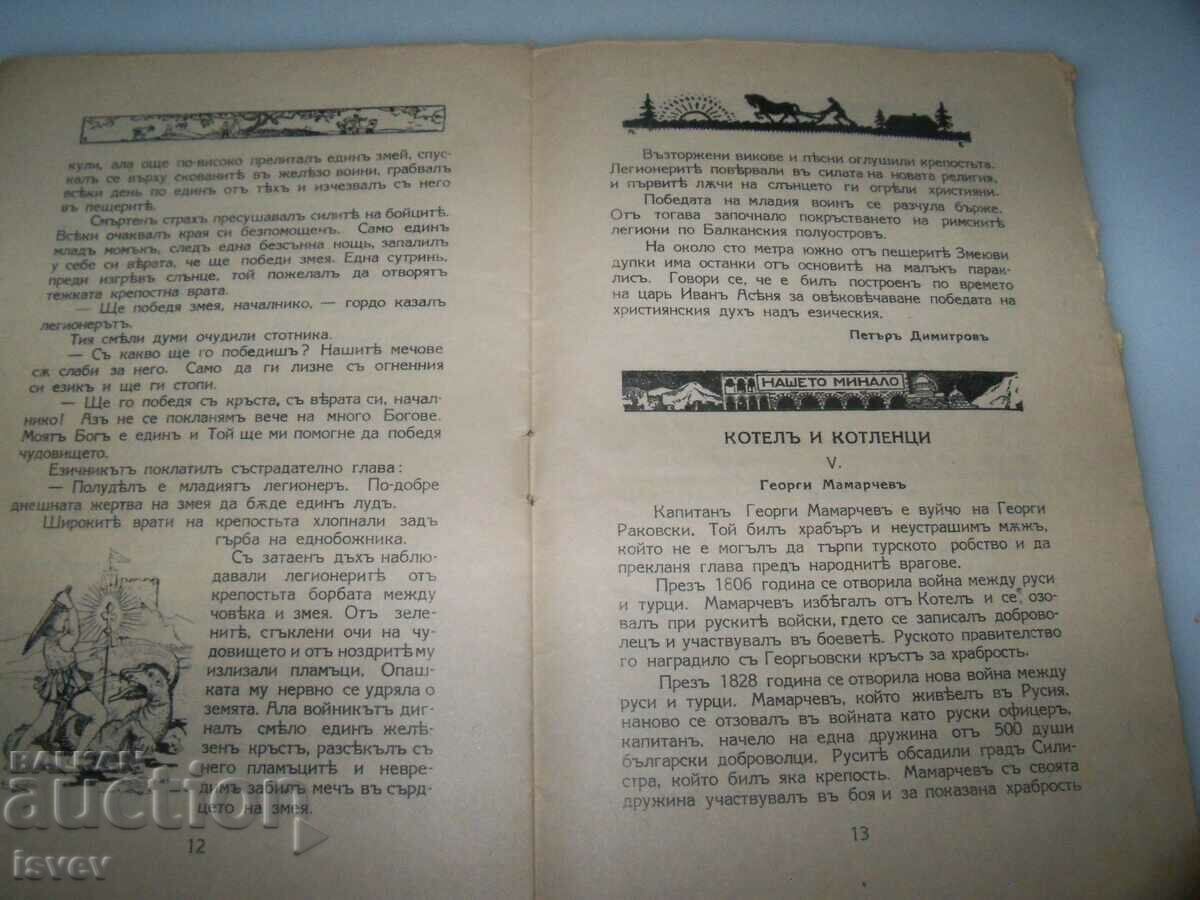 кули, ала още по-високо прелиталъ единъ змей, спус-
калъ се върху скованитѣ въ желѣзо воини, грабвалъ
всѣки день по единъ отъ тѣхъ и изчезвалъ съ него
въ пещеритѣ.
Смъртенъ страхъ пресушавалъ силитѣ на бойцитѣ.
Всѣки очаквалъ края си безпомощенъ. Само единъ
младъ момъкъ, следъ една безсънна нощь, запалилъ
у себе си вѣрата, че ще победи змея. Една сутринь,
преди изгрѣвъ слънце, той пожелалъ да отворятъ
тежката крепостна врата.
— Ще победя змея, началнико, — гордо казалъ
легионерътъ.
Тия смѣли думи очудили стотника.
— Съ какво ще го победишъ? Нашитѣ мечове
сѫ слаби за него. Само да ги лизне съ огненния
си езикъ и ще ги стопи.
— Ще го победя съ кръста, съ вѣрата си, начал-
нико! Азъ не се покланямъ вече на много Богове.
Моятъ Богъ е единъ и Той ще ми помогне да победя
чудовището.
Езичникътъ поклатилъ състрадателно глава:
— Полудѣлъ е младиятъ легионеръ. По-добре
днешната жертва на змея да бѫде единъ лудъ.
Широкитѣ врати на крепостьта хлопнали задъ
гърба на еднобожника.
Съ затаенъ дъхъ наблю-
давали легионеритѣ отъ
крепостьта борбата между
човѣка и змея. Отъ зеле-
нитѣ, стъклени очи на чу-
довището и отъ ноздритѣ му
излизали пламъци. Опаш-
ката му нервно се удряла о
земята. Ала войникътъ диг-
налъ смѣло единъ желѣ-
зенъ кръстъ, разсѣкълъ съ
него пламъцитѣ и невре-
димъ забилъ мечъ въ сърд-
цето на змея.
12
Възторжени викове и пѣсни оглушили крепостьта.
Легионеритѣ повѣрвали въ силата на новата религия,
и първитѣ лѫчи на слънцето ги огрѣли християни.
Победата на младия воинъ се разчула бърже.
Отъ тогава започнало покръстването на римскитѣ
легиони по Балканския полуостровъ.
На около сто метра южно отъ пещеритѣ Змеюви
дупки има останки отъ основитѣ на малъкъ пара-
клисъ. Говори се, че е билъ построенъ по времето
на царь Иванъ Асѣня за овѣковѣчаване победата на
християнския духъ надъ езическия.
Петъръ Димитровъ
НАШЕТО МИНАЛО
КОТЕЛЪ И КОТЛЕНЦИ
V.
Георги Мамарчевъ
Капитанъ Георги Мамарчевъ е вуйчо на Георги
Раковски. Той билъ храбъръ и неустрашимъ мѫжъ,
който не е могълъ да търпи турското робство и да
прекланя глава предъ народнитѣ врагове.
Презъ 1806 година се отворила война между руси
и турци. Мамарчевъ избѣгалъ отъ Котелъ и се озо-
валъ при рускитѣ войски, гдето се записалъ доброво-
лецъ и участвувалъ въ боеветѣ. Руското правителство
го наградило съ Георгьовски кръстъ за храбрость.
Презъ 1828 година се отворила нова война между
руси и турци. Мамарчевъ, който живѣелъ въ Русия,
наново се отзовалъ въ войната като руски офицеръ,
капитанъ, начело на една дружина отъ 500 души
български доброволци. Руситѣ обсадили градъ Сили-
стра, който билъ яка крепость. Мамарчевъ съ своята
дружина участвувалъ въ боя и за показана храбрость
13
BALKAN
auction
isvev